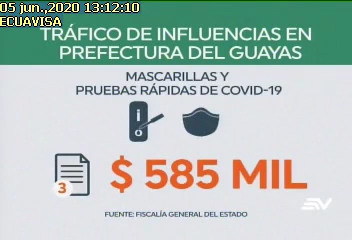 05 jun.,2020 13:12:10
ECUAVISA
TRÁFICO DE INFLUENCIAS EN
PREFECTURA DEL GUAYAS
MASCARILLAS Y
PRUEBAS RÁPIDAS DE COVID-19
3
$ 585 MIL
FUENTE: FISCALÍA GENERAL DEL ESTADO